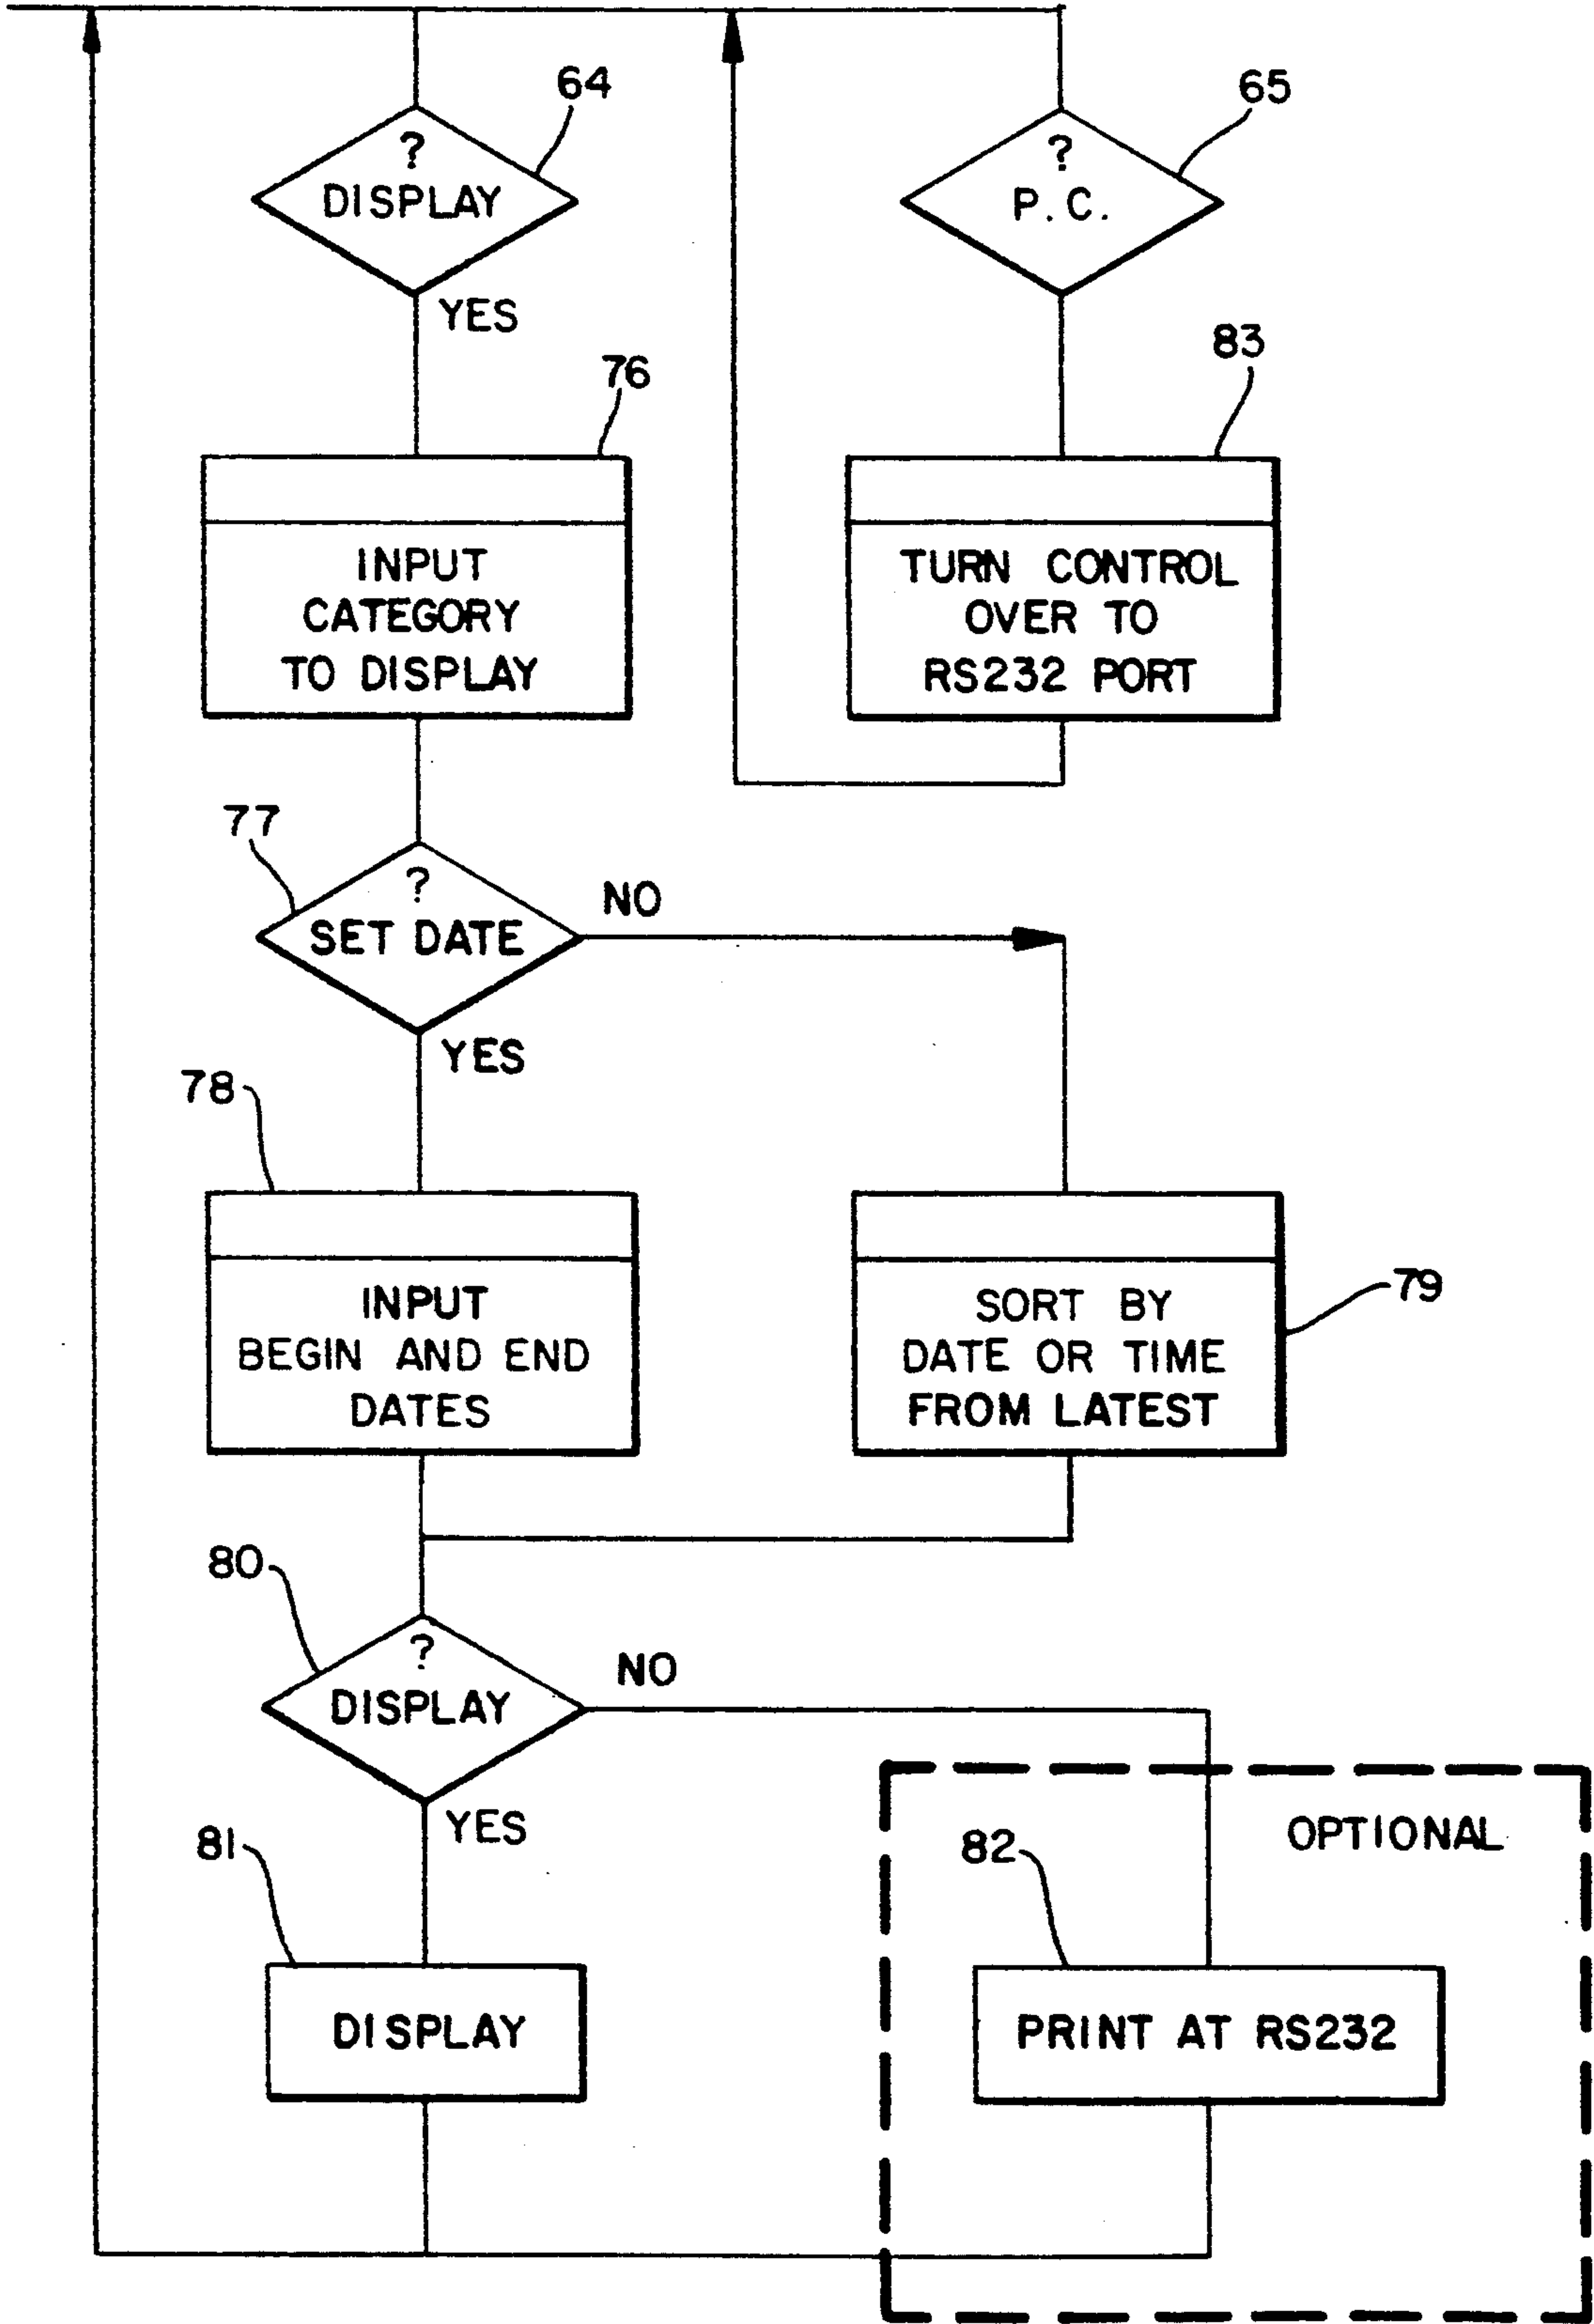 64
65
?
DISPLAY
?
P.C.
YES
76
83
INPUT
CATEGORY
TO DISPLAY
TURN CONTROL
OVER TO
RS232 PORT
77
?
SET DATE
NO
YES
78
79
INPUT
BEGIN AND END
DATES
SORT BY
DATE OR TIME
FROM LATEST
80
?
DISPLAY
NO
YES
OPTIONAL
81
82
DISPLAY
PRINT AT RS232